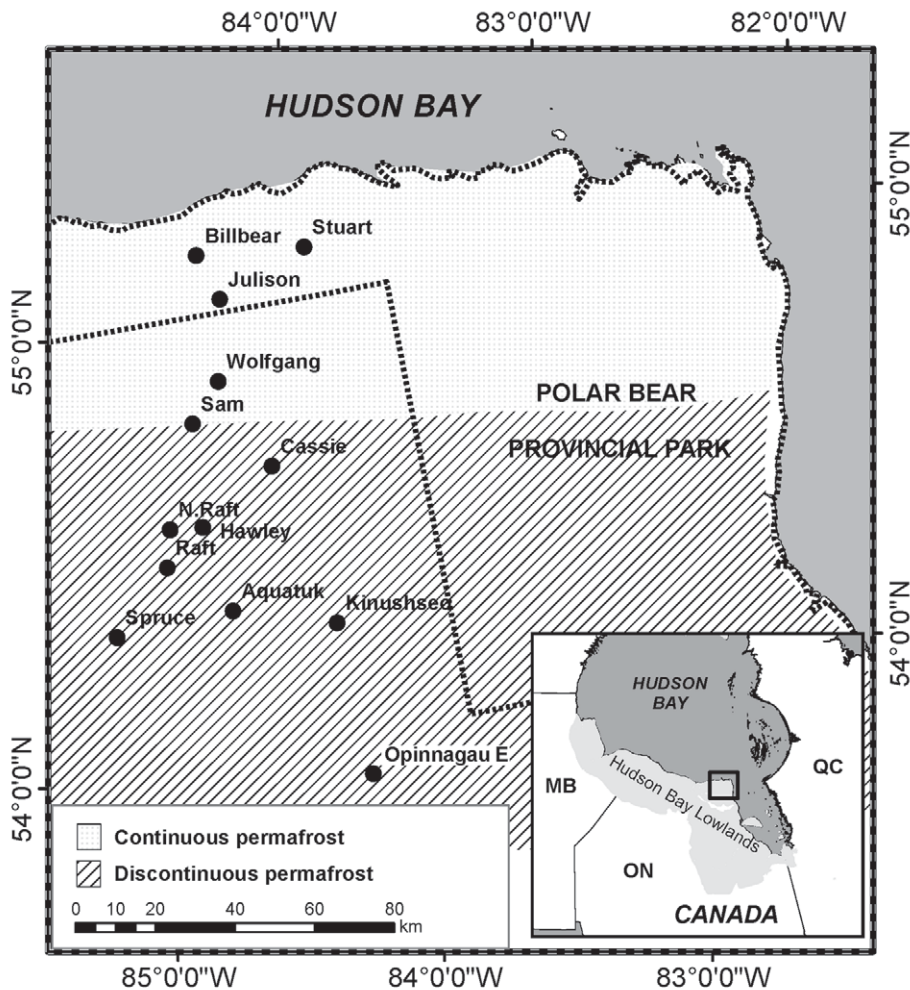 84°0'0"W 83°0'0"W 82°0'0"W
HUDSON BAY
55°0'0"N
Stuart
Billbear
Julison
55°0'0"N
Wolfgang
POLAR BEAR
Sam
Cassie
PROVINCIAL PARK
N.Raft
Hawley
Raft
Aquatuk
Kinushseo
Spruce
54°0'0"N
HUDSON
BAY
Opinnagau E
54°0'0"N
QC
MB
Hudson Bay Lowlands
Continuous permafrost
ON
Discontinuous permafrost
0 10 20 40 60 80
km
CANADA
85°0'0"W 84°0'0"W 83°0'0"W